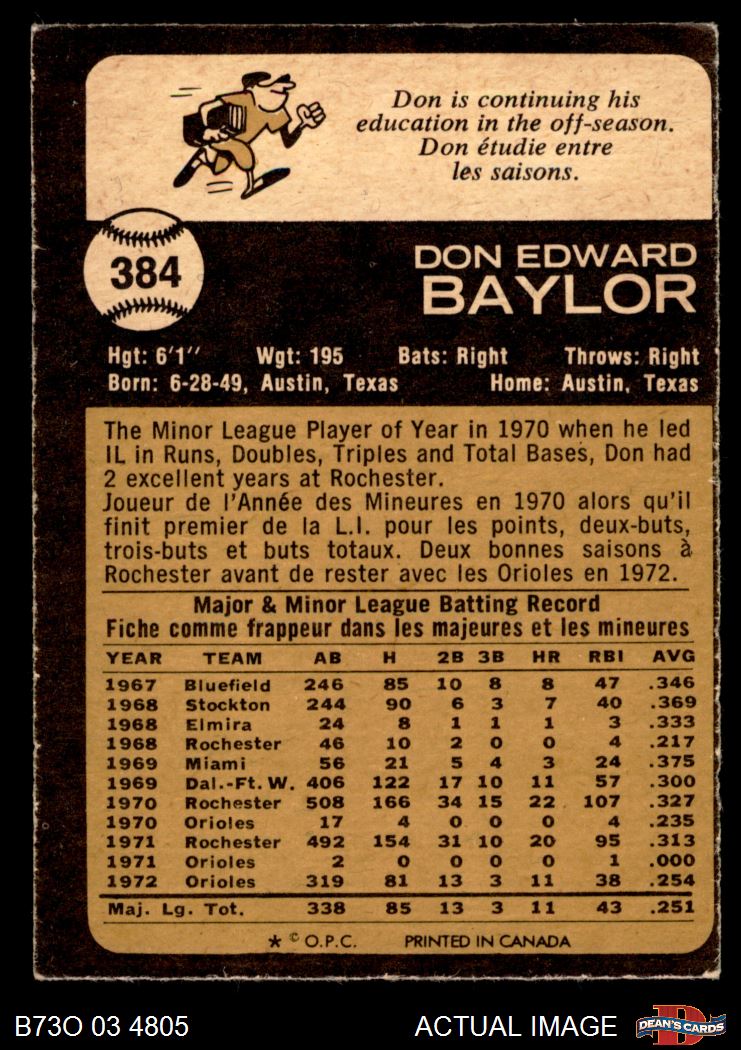 Don is continuing his
education in the off-season.
Don étudie entre
les saisons.
384
DON EDWARD
BAYLOR
Hgt: 6'1'' Wgt: 195 Bats: Right Throws: Right
Born: 6-28-49, Austin, Texas Home: Austin, Texas
The Minor League Player of Year in 1970 when he led
IL in Runs, Doubles, Triples and Total Bases, Don had
2 excellent years at Rochester.
Joueur de l'Année des Mineures en 1970 alors qu'il
finit premier de la L.I. pour les points, deux-buts,
trois-buts et buts totaux. Deux bonnes saisons à
Rochester avant de rester avec les Orioles en 1972.
Major & Minor League Batting Record
Fiche comme frappeur dans les majeures et les mineures
YEAR TEAM AB H 2B 3B HR RBI AVG
1967 Bluefield 246 85 10 8 8 47 .346
1968 Stockton 244 90 6 3 7 40 .369
1968 Elmira 24 8 1 1 1 3 .333
1968 Rochester 46 10 2 0 0 4 .217
1969 Miami 56 21 5 4 3 24 .375
1969 Dal.-Ft. W. 406 122 17 10 11 57 .300
1970 Rochester 508 166 34 15 22 107 .327
1970 Orioles 17 4 0 0 0 4 .235
1971 Rochester 492 154 31 10 20 95 .313
1971 Orioles 2 0 0 0 0 1 .000
1972 Orioles 319 81 13 3 11 38 .254
Maj. Lg. Tot. 338 85 13 3 11 43 .251
* © O.P.C. PRINTED IN CANADA
B73O 03 4805 ACTUAL IMAGE
D
DEAN'S CARDS